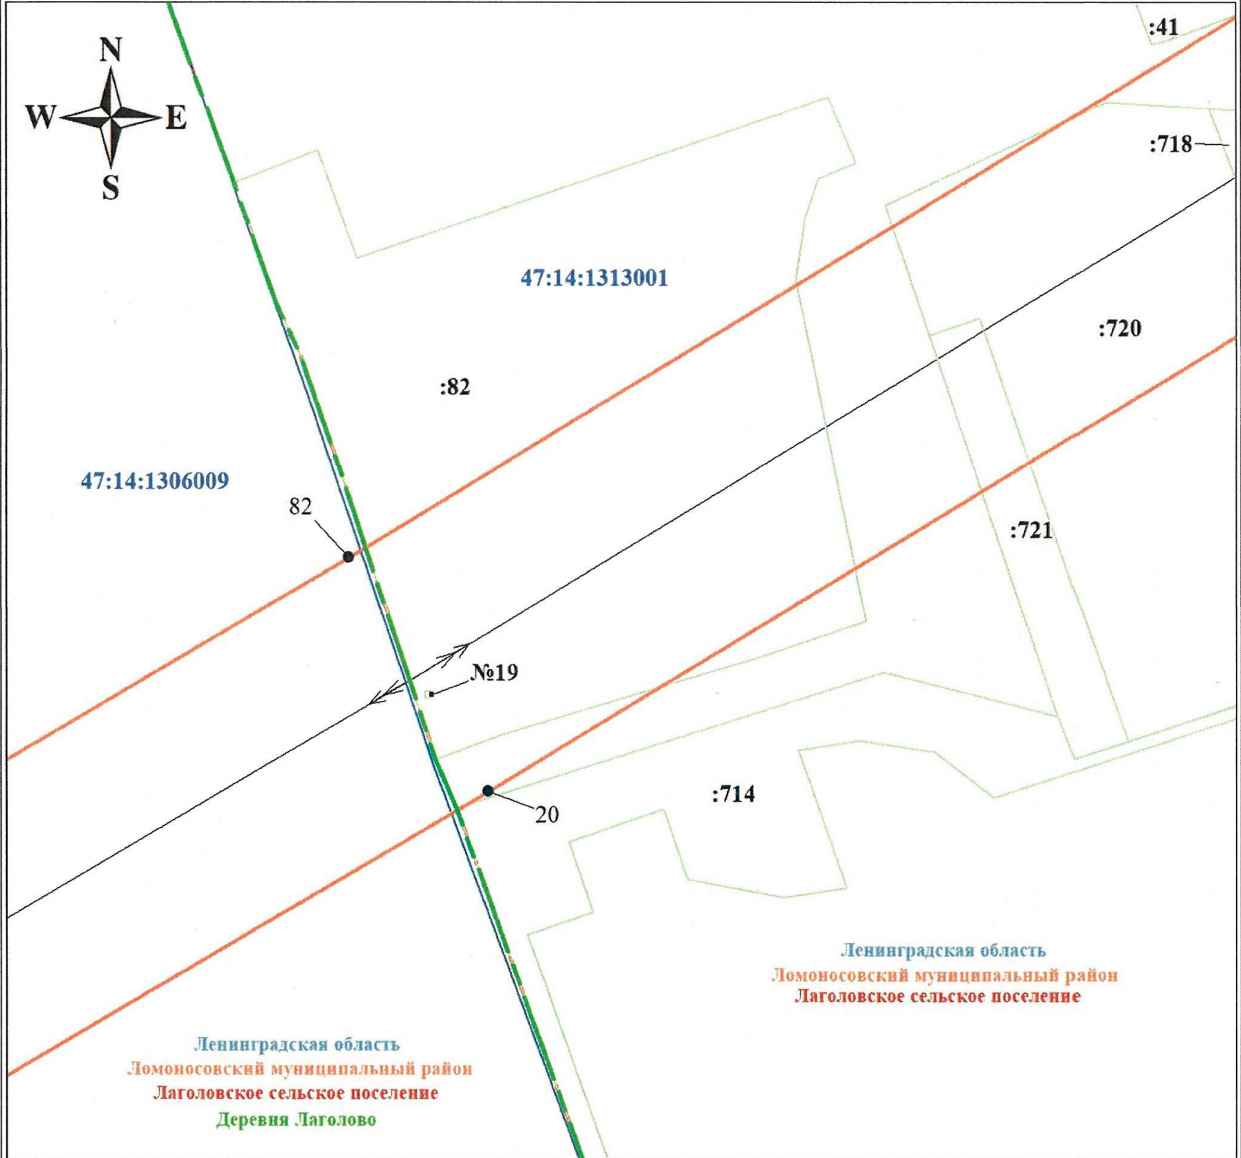 N
W E
S
:41
:718
47:14:1313001
:720
:82
47:14:1306009
82
:721
№19
:714
20
Ленинградская область
Ломоносовский муниципальный район
Лаголовское сельское поселение
Ленинградская область
Ломоносовский муниципальный район
Лаголовское сельское поселение
Деревня Лаголово